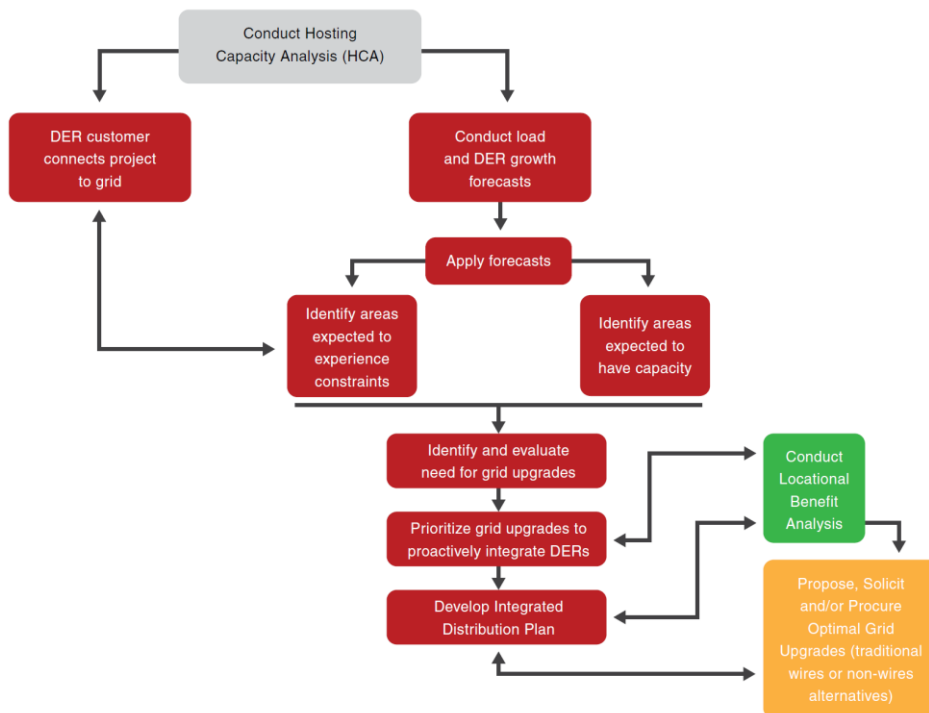 Conduct Hosting
Capacity Analysis (HCA)
DER customer
connects project
to grid
Conduct load
and DER growth
forecasts
Apply forecasts
Identify areas
expected to
experience
constraints
Identify areas
expected to
have capacity
Identify and evaluate
need for grid upgrades
Prioritize grid upgrades to
proactively integrate DERs
Develop Integrated
Distribution Plan
Conduct
Locational
Benefit
Analysis
Propose, Solicit
and/or Procure
Optimal Grid
Upgrades (traditional
wires or non-wires
alternatives)